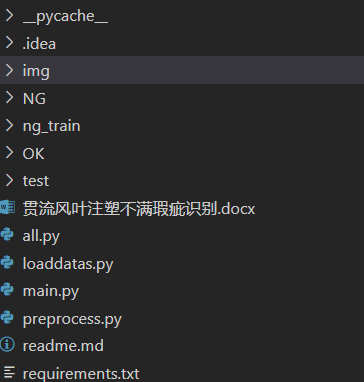 __pycache__
.idea
img
NG
ng_train
OK
test
贯流风叶注塑不满瑕疵识别.docx
all.py
loaddatas.py
main.py
preprocess.py
readme.md
requirements.txt